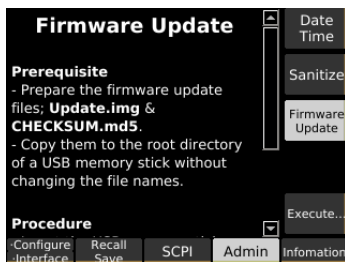 Firmware Update
Prerequisite
- Prepare the firmware update
files; Update.img &
CHECKSUM.md5.
- Copy them to the root directory
of a USB memory stick without
changing the file names.
Procedure
Date
Time
Sanitize
Firmware
Update
Execute...
·Configure
·Interface
Recall
Save
SCPI
Admin
Infomation